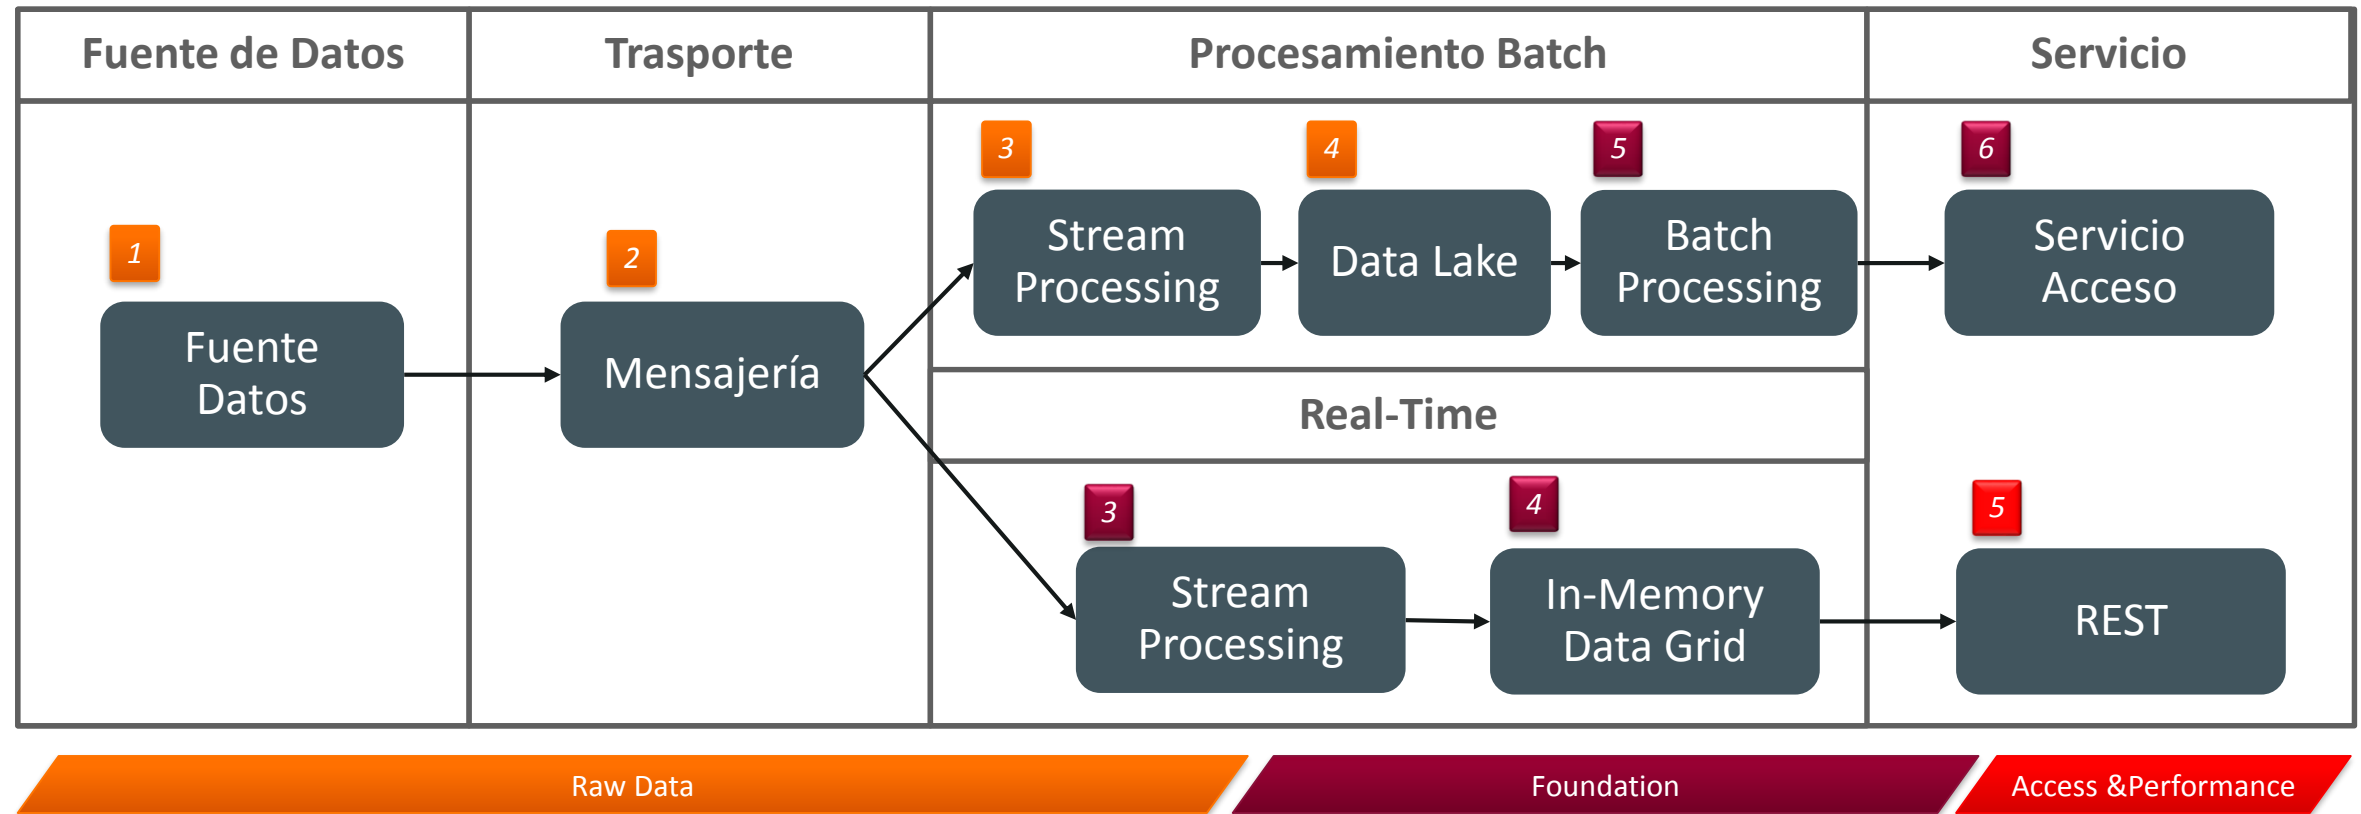 Fuente de Datos
Trasporte
Procesamiento Batch
Servicio
1
Fuente
Datos
2
Mensajería
3
Stream
Processing
4
Data Lake
5
Batch
Processing
6
Servicio
Acceso
Real-Time
3
Stream
Processing
4
In-Memory
Data Grid
5
REST
Raw Data
Foundation
Access &Performance